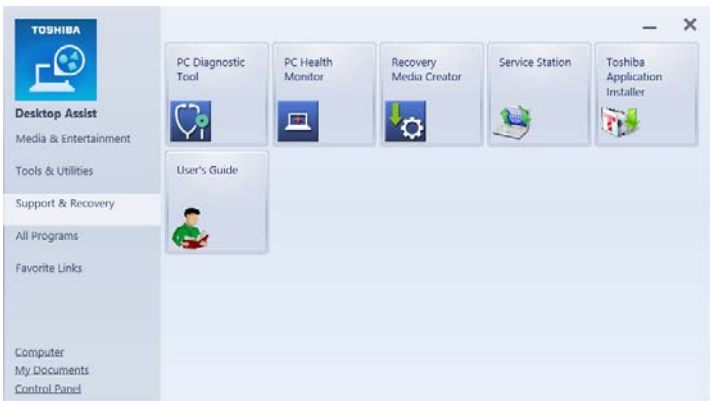 TOSHIBA
Desktop Assist
Media & Entertainment
Tools & Utilities
Support & Recovery
All Programs
Favorite Links
Computer
My Documents
Control Panel
PC Diagnostic
Tool
PC Health
Monitor
Recovery
Media Creator
Service Station
Toshiba
Application
Installer
User's Guide